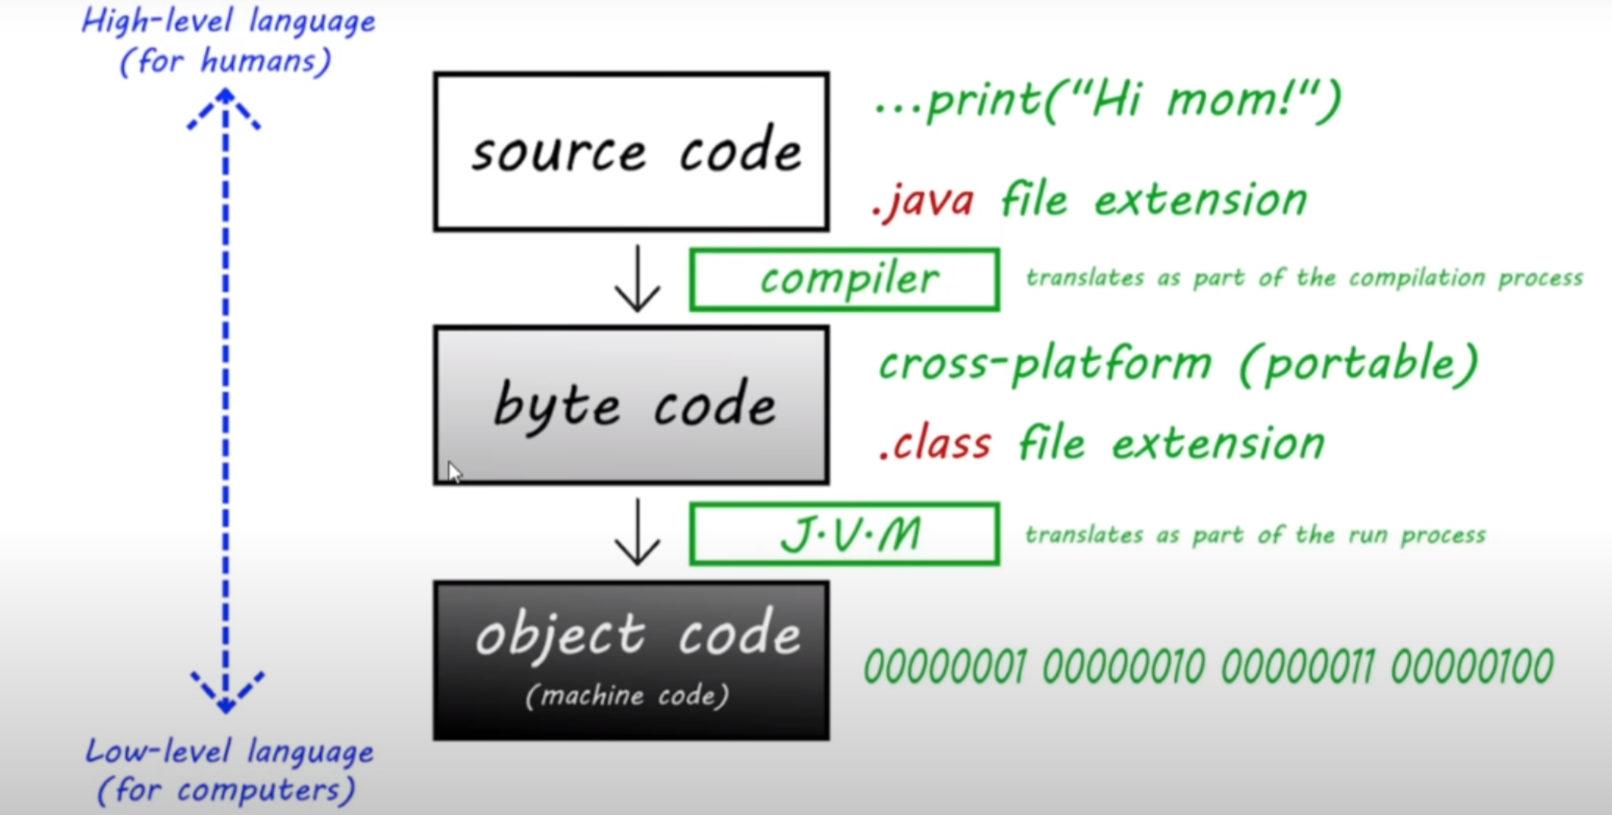 High-level language
(for humans)
source code
...print("Hi mom!")
.java file extension
compiler
translates as part of the compilation process
byte code
cross-platform (portable)
.class file extension
J.V.M
translates as part of the run process
object code
(machine code)
00000001 00000010 00000011 00000100
Low-level language
(for computers)